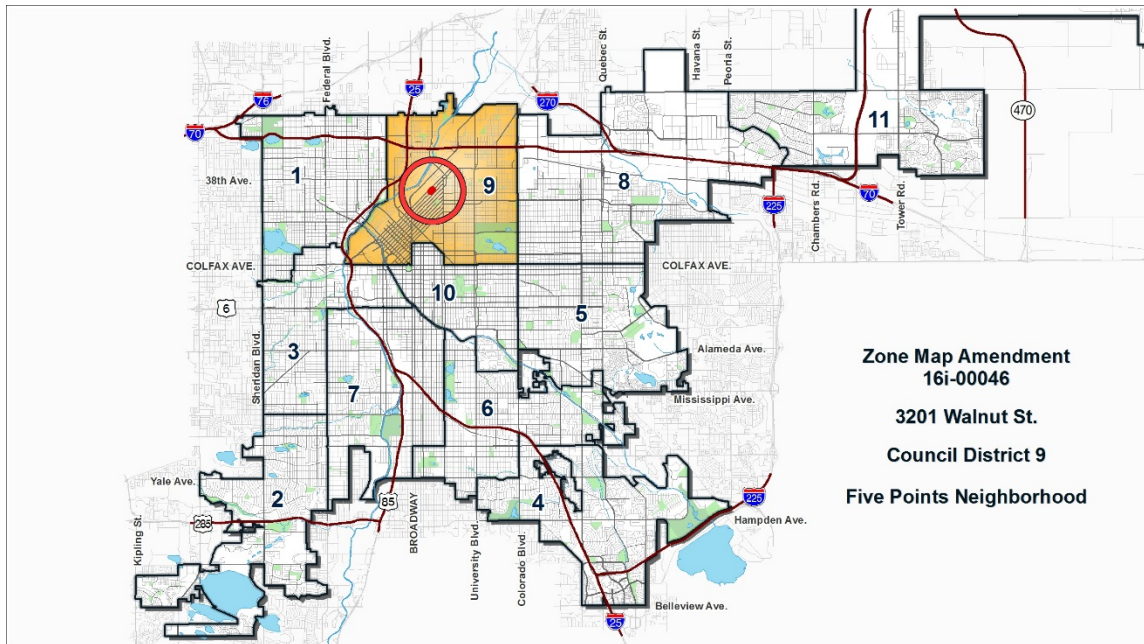 Federal Blvd.
Quebec St.
Havana St.
Peoria St.
76
25
270
70
470
11
38th Ave.
1
9
8
225
70
Chambers Rd.
Tower Rd.
COLFAX AVE.
COLFAX AVE.
10
6
5
Sheridan Blvd.
3
7
Alameda Ave.
Mississippi Ave.
6
Zone Map Amendment
16i-00046
3201 Walnut St.
Council District 9
Five Points Neighborhood
Yale Ave.
2
4
85
225
285
Hampden Ave.
Kipling St.
BROADWAY
University Blvd.
Colorado Blvd.
Belleview Ave.
25